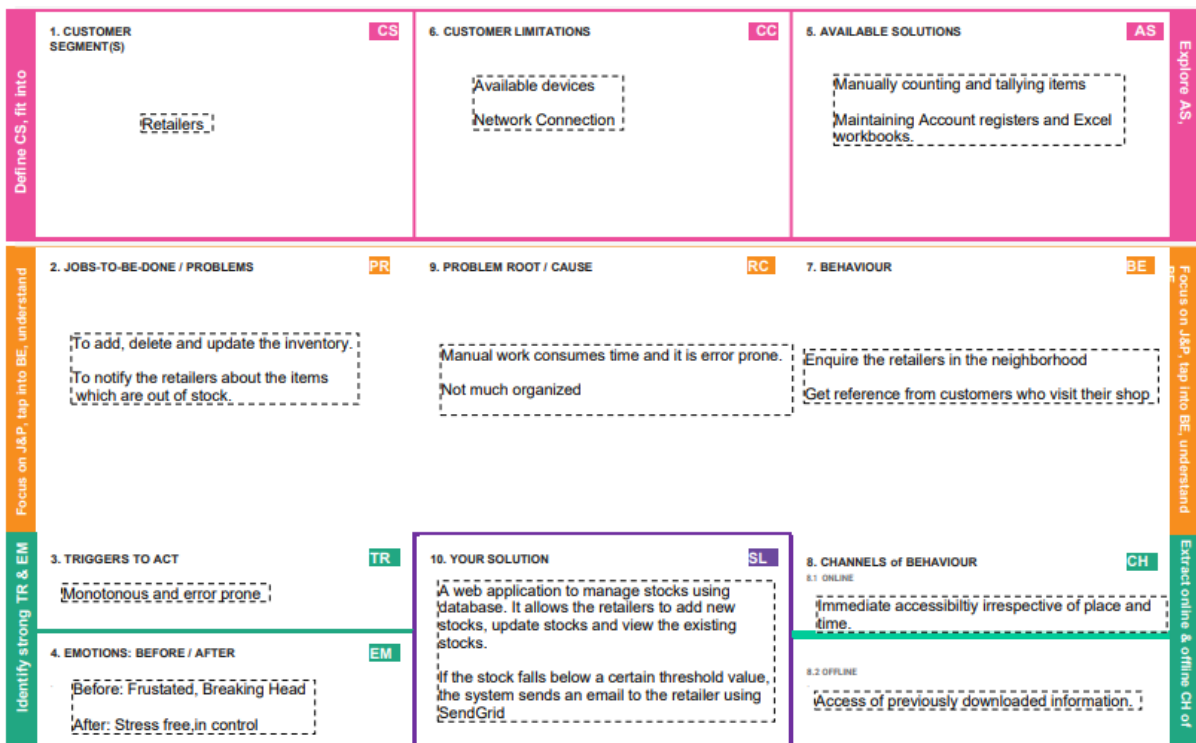 Define CS, fit into
1. CUSTOMER
SEGMENT(S)
CS
Retailers
6. CUSTOMER LIMITATIONS
CC
Available devices
Network Connection
5. AVAILABLE SOLUTIONS
AS
Manually counting and tallying items
Maintaining Account registers and Excel
workbooks.
Explore AS,
Focus on J&P, tap into BE, understand
2. JOBS-TO-BE-DONE / PROBLEMS
PR
To add, delete and update the inventory.
To notify the retailers about the items
which are out of stock.
9. PROBLEM ROOT / CAUSE
RC
Manual work consumes time and it is error prone.
Not much organized
7. BEHAVIOUR
BE
Enquire the retailers in the neighborhood
Get reference from customers who visit their shop
Focus on J&P, tap into BE, understand
Identify strong TR & EM
3. TRIGGERS TO ACT
TR
Monotonous and error prone
4. EMOTIONS: BEFORE / AFTER
EM
Before: Frustated, Breaking Head
After: Stress free,in control
10. YOUR SOLUTION
SL
A web application to manage stocks using
database. It allows the retailers to add new
stocks, update stocks and view the existing
stocks.
If the stock falls below a certain threshold value,
the system sends an email to the retailer using
SendGrid
8. CHANNELS of BEHAVIOUR
CH
8.1 ONLINE
Immediate accessibiltiy irrespective of place and
time.
8.2 OFFLINE
Access of previously downloaded information.
Extract online & offline CH of